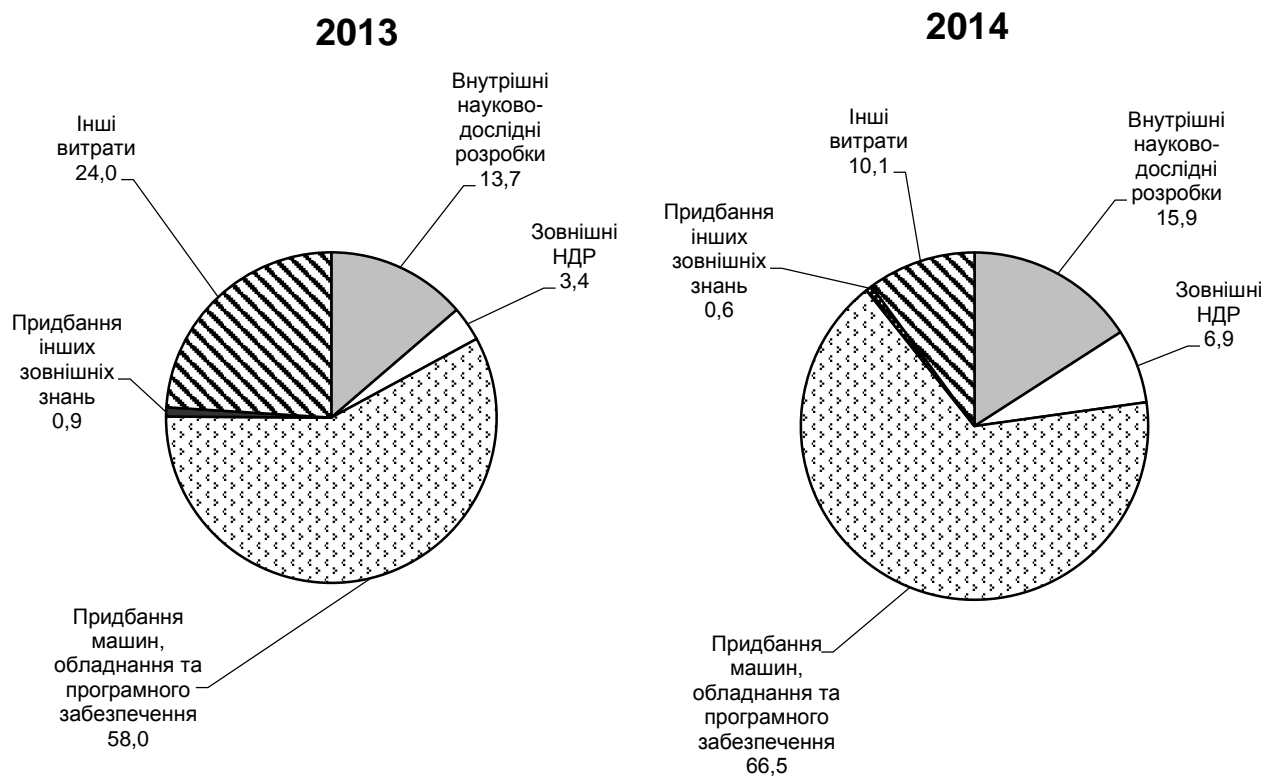 2013
Внутрішні
науково-
дослідні
розробки
13,7
Інші
витрати
24,0
Зовнішні
НДР
3,4
Придбання
інших
зовнішніх
знань
0,9
Придбання
машин,
обладнання та
програмного
забезпечення
58,0
2014
Інші
витрати
10,1
Внутрішні
науково-
дослідні
розробки
15,9
Придбання
інших
зовнішніх
знань
0,6
Зовнішні
НДР
6,9
Придбання
машин,
обладнання та
програмного
забезпечення
66,5